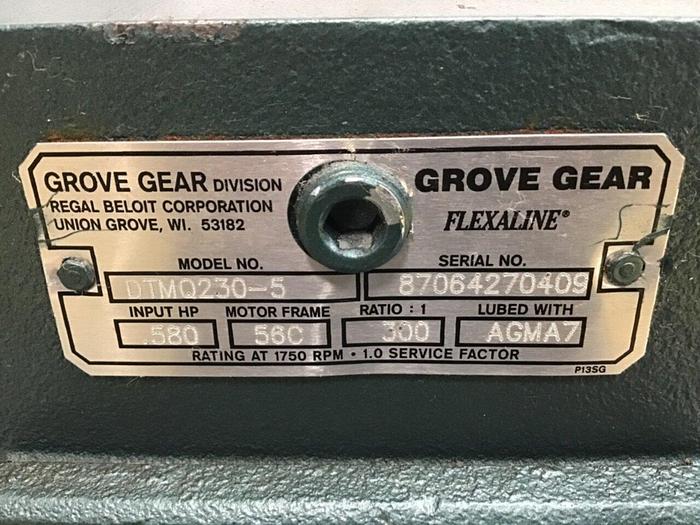 GROVE GEAR DIVISION
REGAL BELOIT CORPORATION
UNION GROVE, WI. 53182
GROVE GEAR
FLEXALINE®
MODEL NO.
DTMQ230-5
SERIAL NO.
87064270409
INPUT HP
.580
MOTOR FRAME
56C
RATIO : 1
300
LUBED WITH
AGMA7
RATING AT 1750 RPM • 1.0 SERVICE FACTOR
P13SG